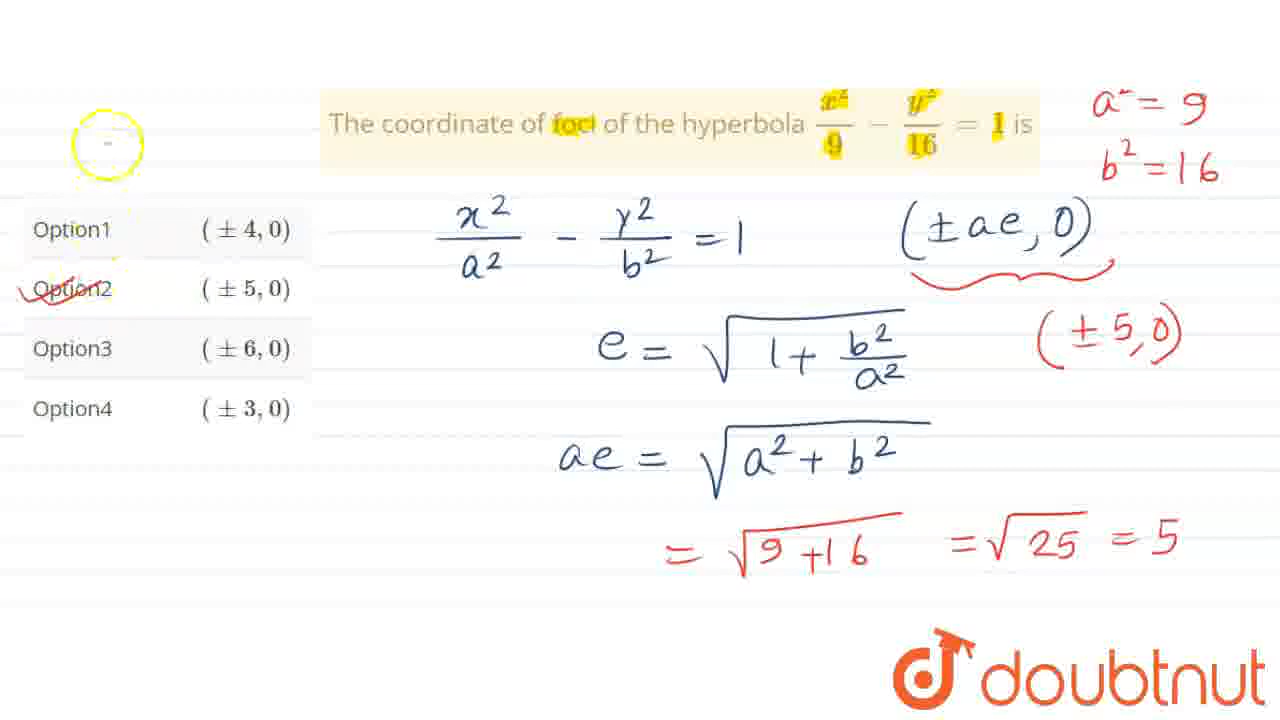 The coordinate of foci of the hyperbola x²/9 − y²/16 = 1 is
a² = 9
b² = 16
Option1 (±4, 0)
Option2 (±5, 0)
Option3 (±6, 0)
Option4 (±3, 0)
x²/a² − y²/b² = 1
(±ae, 0)
(±5, 0)
e = √(1 + b²/a²)
ae = √(a² + b²)
= √(9 + 16) = √25 = 5
doubtnut